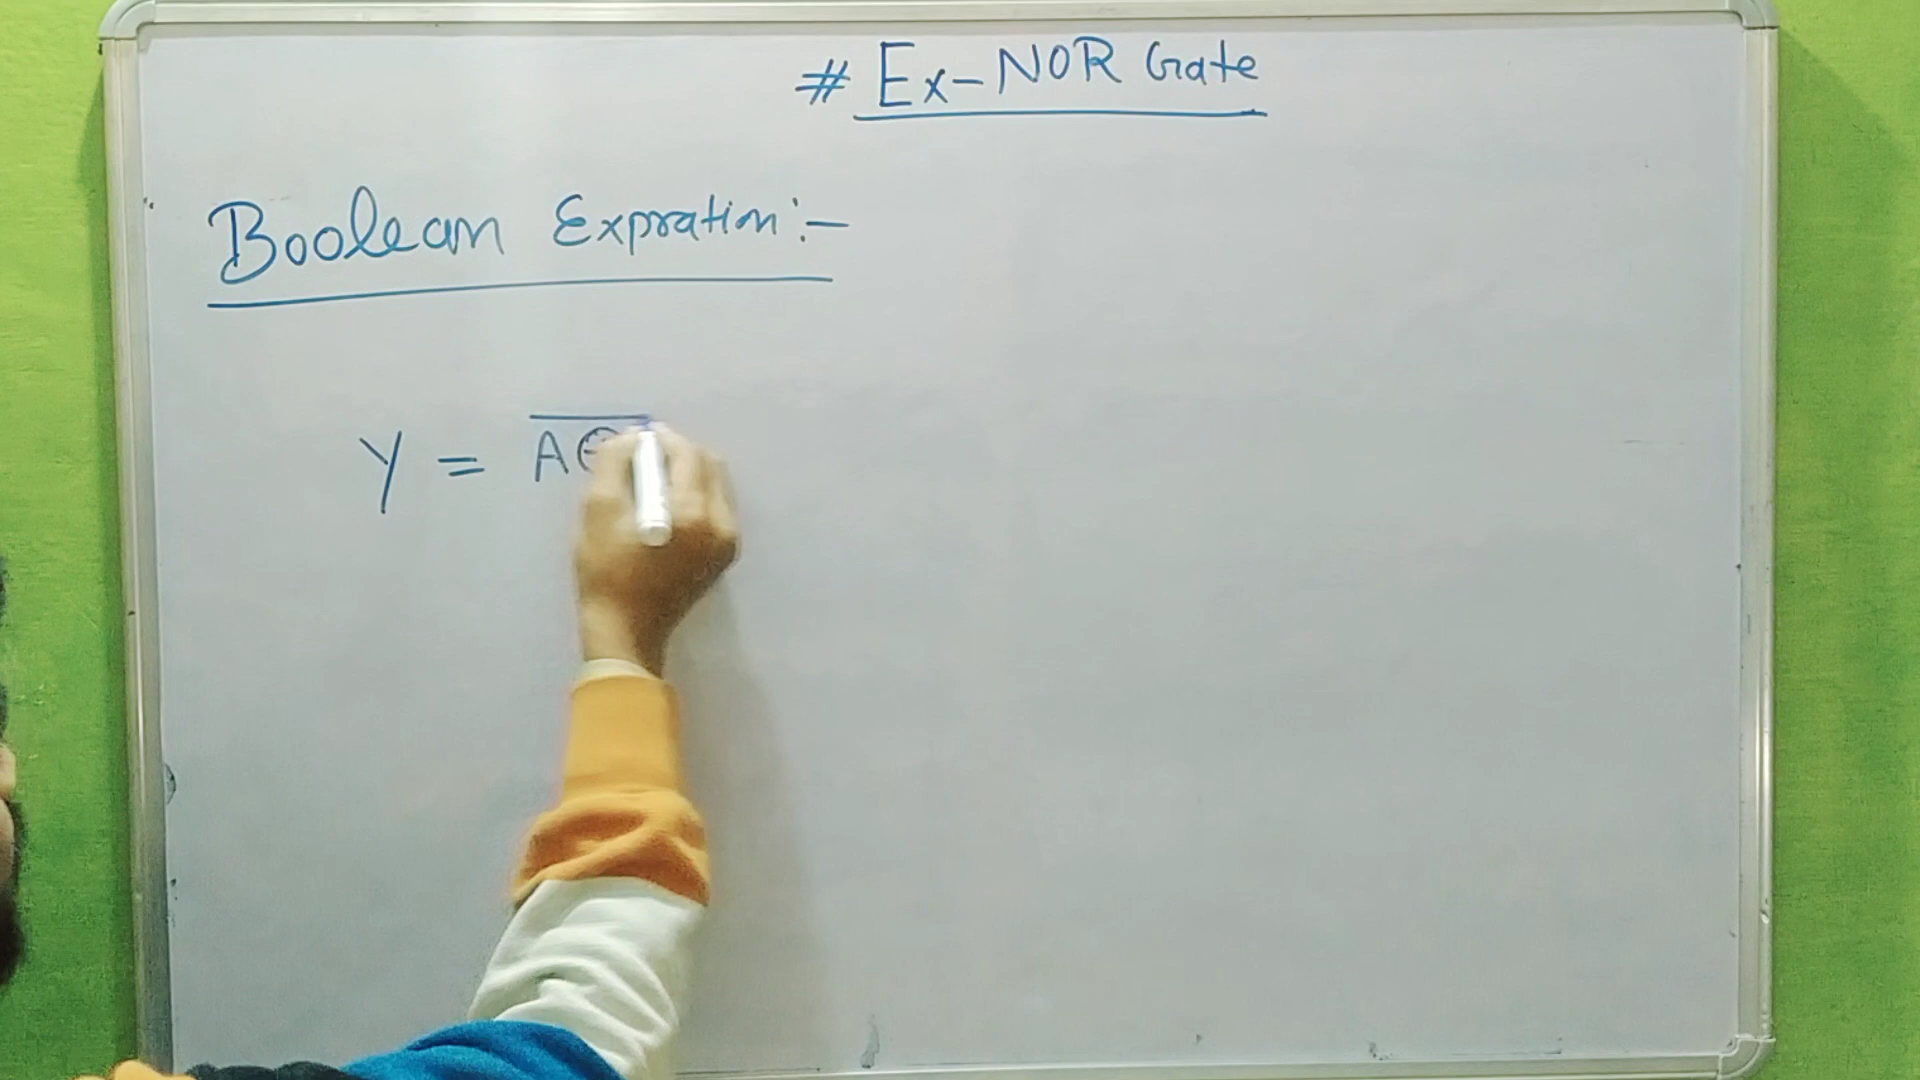 # Ex-NOR Gate
Boolean Expration:-
Y = A⊕